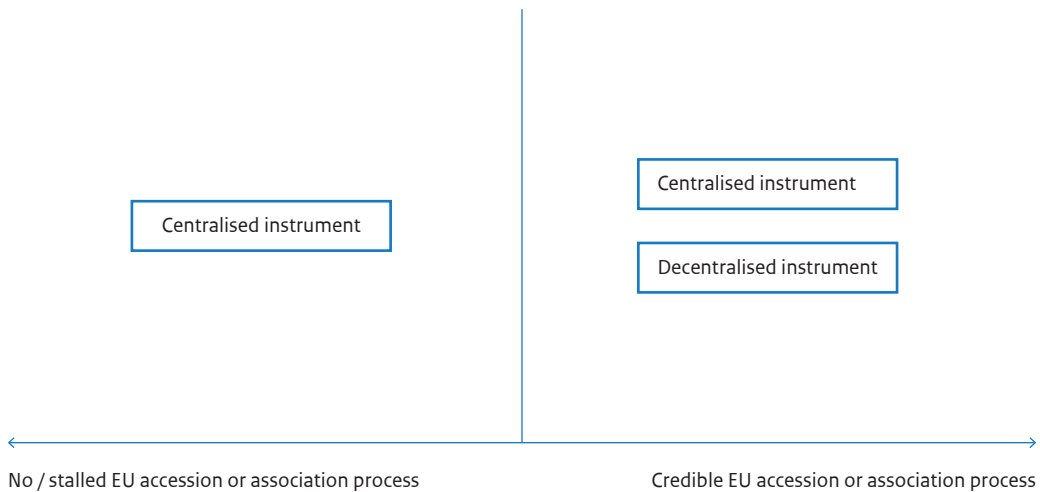 Centralised instrument
Centralised instrument
Decentralised instrument
No / stalled EU accession or association process
Credible EU accession or association process